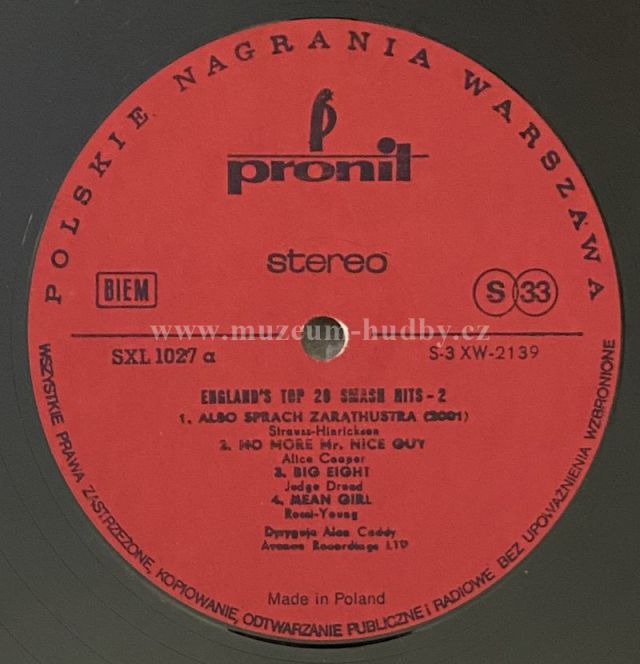 POLSKIE NAGRANIA WARSZAWA
pronit
stereo
BIEM
S 33
www.muzeum-hudby.cz
SXL 1027 a
S-3 XW-2139
ENGLAND'S TOP 20 SMASH HITS - 2
1. ALSO SPRACH ZARATHUSTRA (2001)
Strauss-Hinrickson
2. NO MORE Mr. NICE GUY
Alice Cooper
3. BIG EIGHT
Judge Dread
4. MEAN GIRL
Rossi-Young
Dyryguje Alan Caddy
Avenue Recordings LTD
Made in Poland
WSZYSTKIE PRAWA ZASTRZEŻONE, KOPIOWANIE, ODTWARZANIE PUBLICZNE i RADIOWE BEZ UPOWAŻNIENIA WZBRONIONE